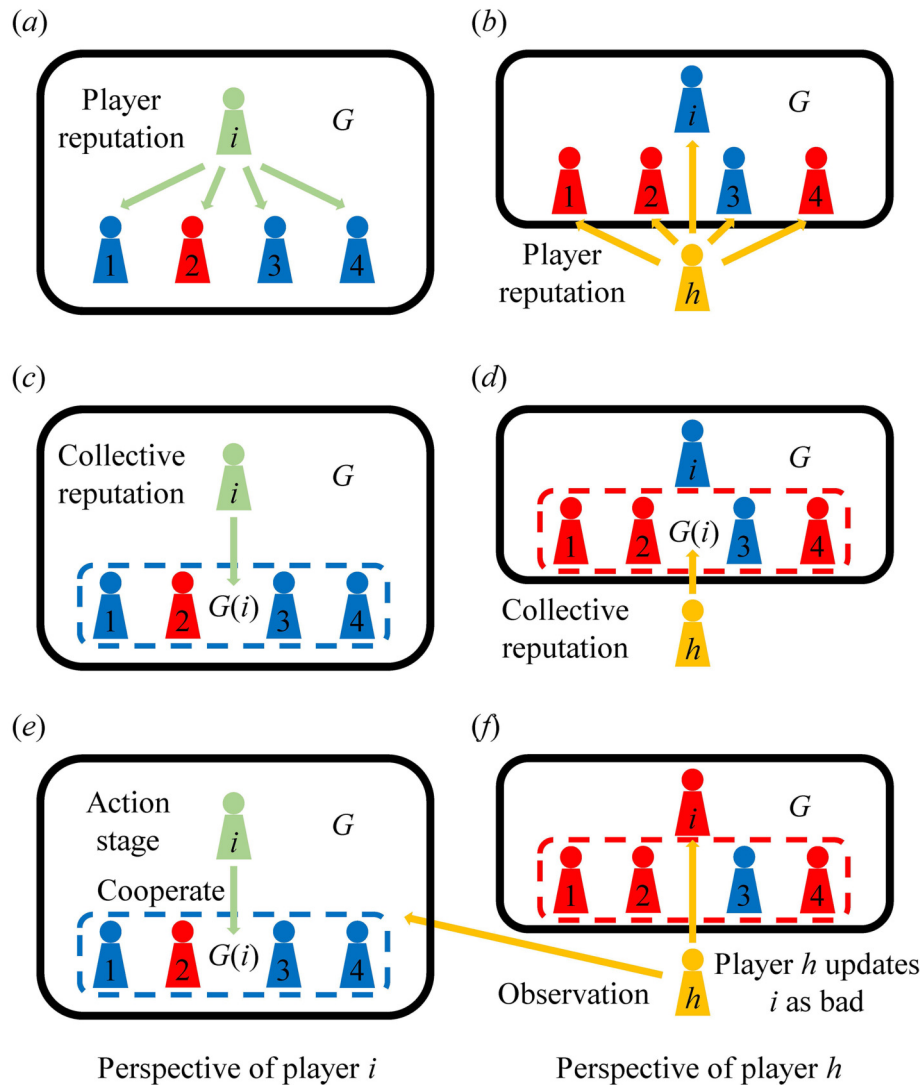 (a)
Player
reputation
i
G
1 2 3 4
(b)
i
G
1 2 3 4
Player
reputation
h
(c)
Collective
reputation
i
G
1 2 G(i) 3 4
(d)
i
G
1 2 G(i) 3 4
Collective
reputation
h
(e)
Action
stage
i
G
Cooperate
1 2 G(i) 3 4
(f)
i
G
1 2 3 4
Observation
h
Player h updates
i as bad
Perspective of player i
Perspective of player h